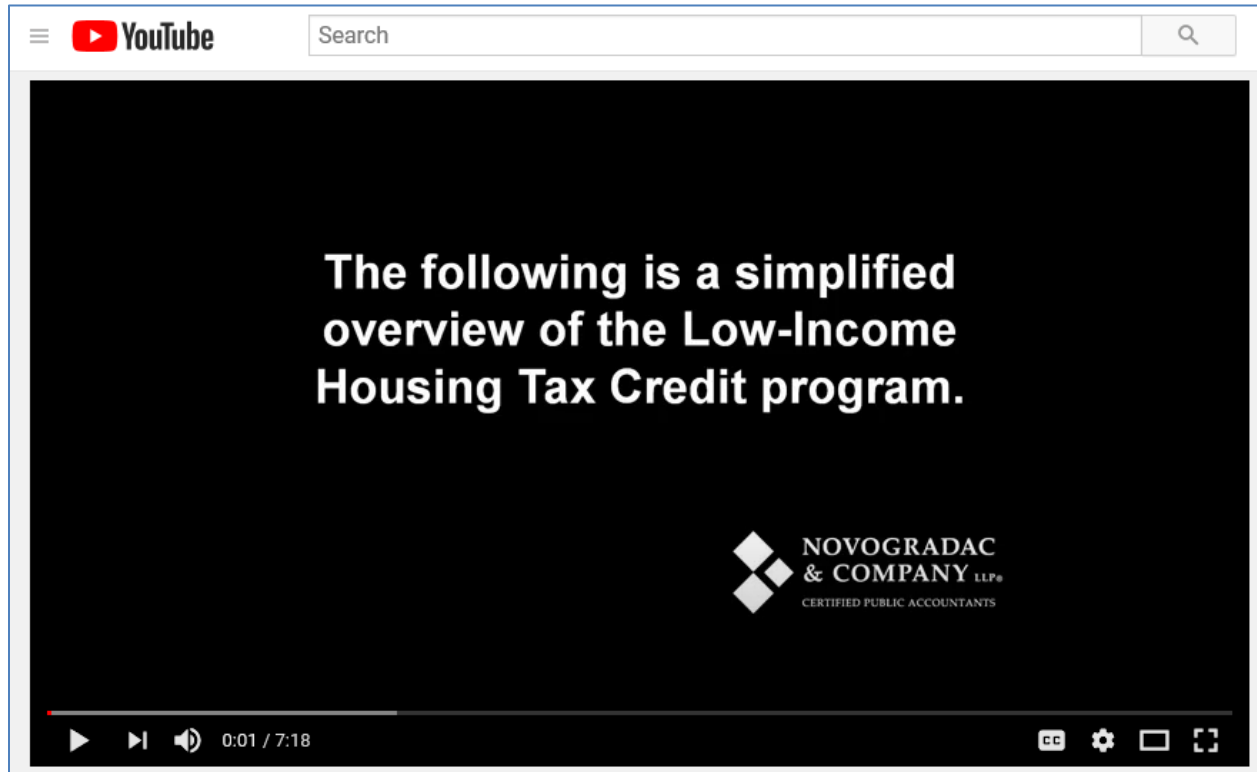 YouTube
Search
The following is a simplified
overview of the Low-Income
Housing Tax Credit program.
NOVOGRADAC
& COMPANY LLP®
CERTIFIED PUBLIC ACCOUNTANTS
0:01 / 7:18
CC